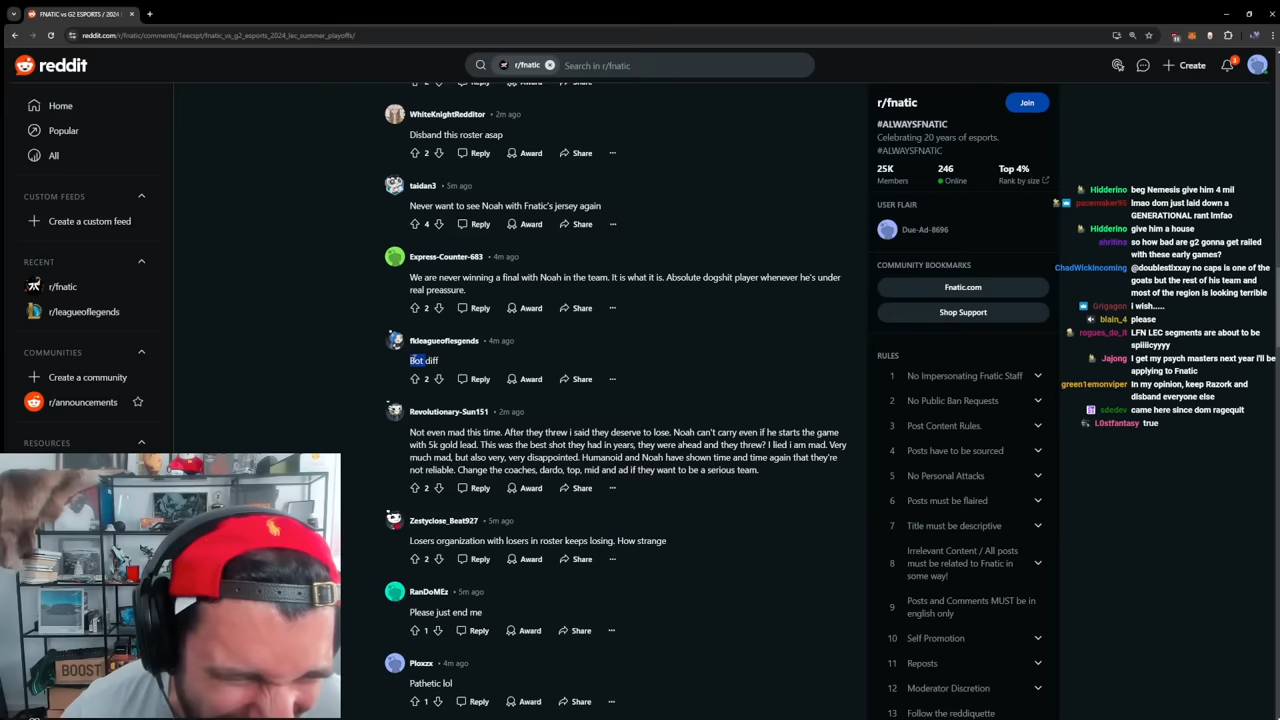 FNATIC vs G2 ESPORTS / 2024 L
reddit.com/r/fnatic/comments/1eecspt/fnatic_vs_g2_esports_2024_lec_summer_playoffs/
reddit
r/fnatic
Search in r/fnatic
Create
3
Home
Popular
All
CUSTOM FEEDS
Create a custom feed
RECENT
r/fnatic
r/leagueoflegends
COMMUNITIES
Create a community
r/announcements
RESOURCES
BOOST
WhiteKnightRedditor • 2m ago
Disband this roster asap
2 Reply Award Share
taidan3 • 5m ago
Never want to see Noah with Fnatic's jersey again
4 Reply Award Share
Express-Counter-683 • 4m ago
We are never winning a final with Noah in the team. It is what it is. Absolute dogshit player whenever he's under
real preassure.
2 Reply Award Share
fkleagueoflesgends • 4m ago
Bot diff
2 Reply Award Share
Revolutionary-Sun151 • 2m ago
Not even mad this time. After they threw i said they deserve to lose. Noah can't carry even if he starts the game
with 5k gold lead. This was the best shot they had in years, they were ahead and they threw? I lied i am mad. Very
much mad, but also very, very disappointed. Humanoid and Noah have shown time and time again that they're
not reliable. Change the coaches, dardo, top, mid and ad if they want to be a serious team.
2 Reply Award Share
Zestyclose_Beat927 • 5m ago
Losers organization with losers in roster keeps losing. How strange
2 Reply Award Share
RanDoMEz • 5m ago
Please just end me
1 Reply Award Share
Ploxzx • 4m ago
Pathetic lol
1 Reply Award Share
r/fnatic
Join
#ALWAYSFNATIC
Celebrating 20 years of esports.
#ALWAYSFNATIC
25K 246 Top 4%
Members Online Rank by size
USER FLAIR
Due-Ad-8696
COMMUNITY BOOKMARKS
Fnatic.com
Shop Support
RULES
1 No Impersonating Fnatic Staff
2 No Public Ban Requests
3 Post Content Rules.
4 Posts have to be sourced
5 No Personal Attacks
6 Posts must be flaired
7 Title must be descriptive
8 Irrelevant Content / All posts
must be related to Fnatic in
some way!
9 Posts and Comments MUST be in
english only
10 Self Promotion
11 Reposts
12 Moderator Discretion
13 Follow the reddiquette
Hidderino beg Nemesis give him 4 mil
pacemaker95 lmao dom just laid down a
GENERATIONAL rant lmfao
Hidderino give him a house
ahritina so how bad are g2 gonna get railed
with these early games?
ChadWIckincoming @doublestixxay no caps is one of the
goats but the rest of his team and
most of the region is looking terrible
Grigagon i wish.....
blain_4 please
rogues_do_it LFN LEC segments are about to be
spiiicyyyy
Jajong I get my psych masters next year i'll be
applying to Fnatic
green1emonviper In my opinion, keep Razork and
disband everyone else
sdedev came here since dom ragequit
L0stfantasy true